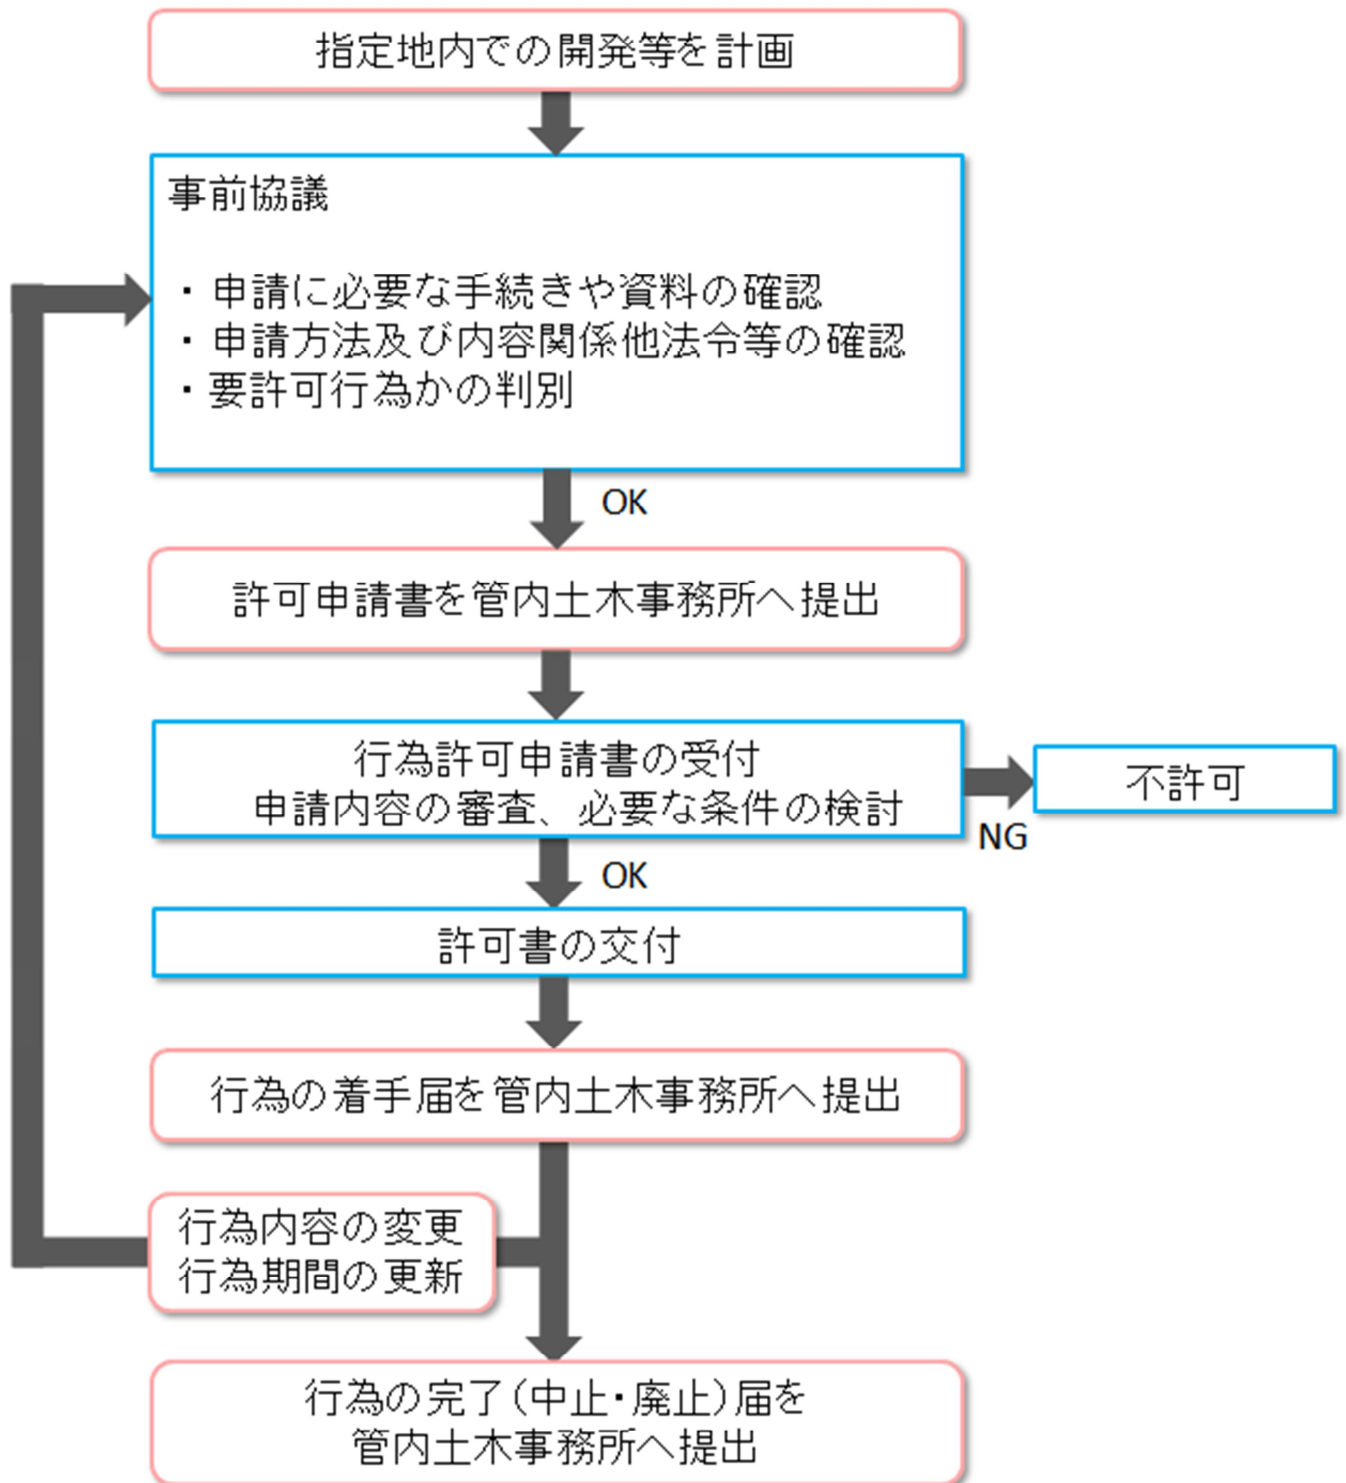 指定地内での開発等を計画
事前協議
・申請に必要な手続きや資料の確認
・申請方法及び内容関係他法令等の確認
・要許可行為かの判別
OK
許可申請書を管内土木事務所へ提出
行為許可申請書の受付
申請内容の審査、必要な条件の検討
不許可
NG
OK
許可書の交付
行為の着手届を管内土木事務所へ提出
行為内容の変更
行為期間の更新
行為の完了(中止・廃止)届を
管内土木事務所へ提出